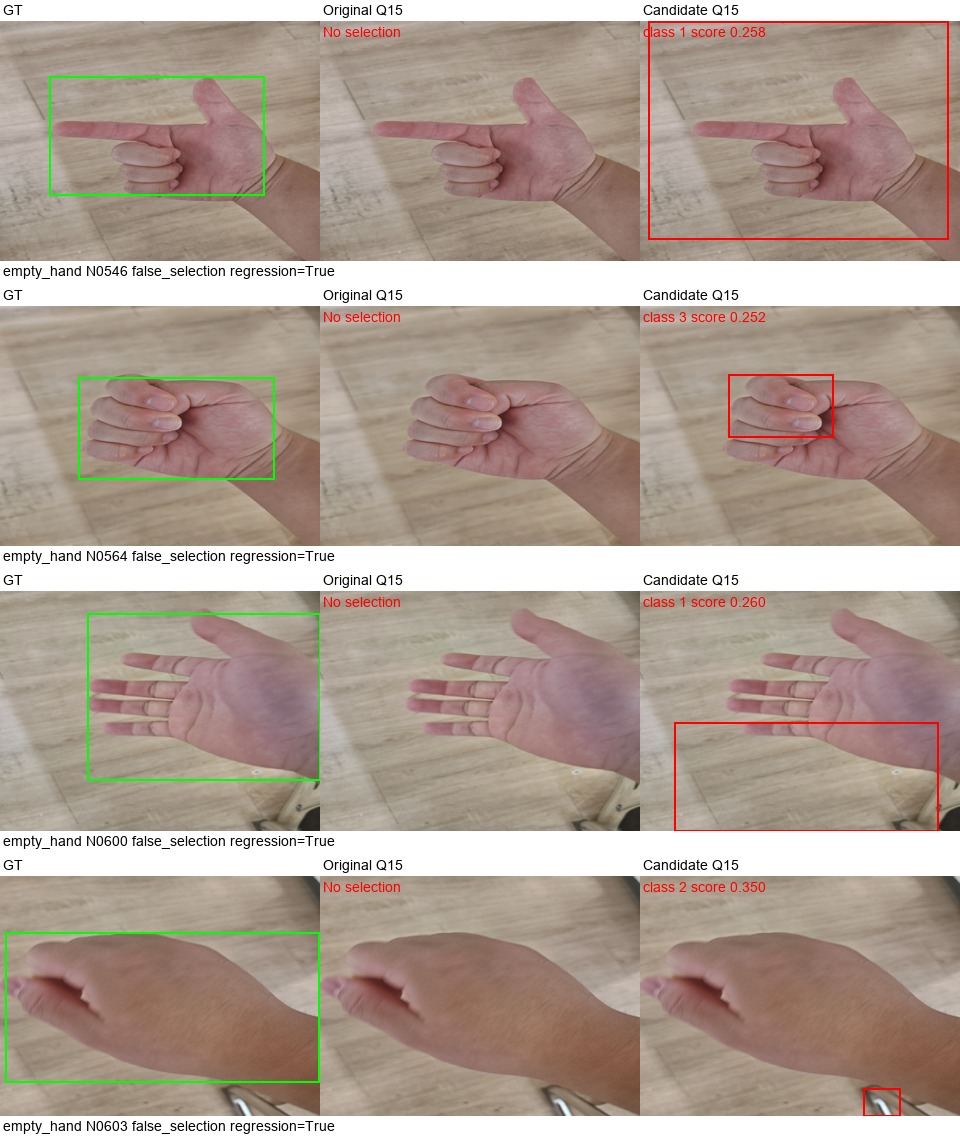 GT
Original Q15
Candidate Q15
No selection
class 1 score 0.258
empty_hand N0546 false_selection regression=True
GT
Original Q15
Candidate Q15
No selection
class 3 score 0.252
empty_hand N0564 false_selection regression=True
GT
Original Q15
Candidate Q15
No selection
class 1 score 0.260
empty_hand N0600 false_selection regression=True
GT
Original Q15
Candidate Q15
No selection
class 2 score 0.350
empty_hand N0603 false_selection regression=True